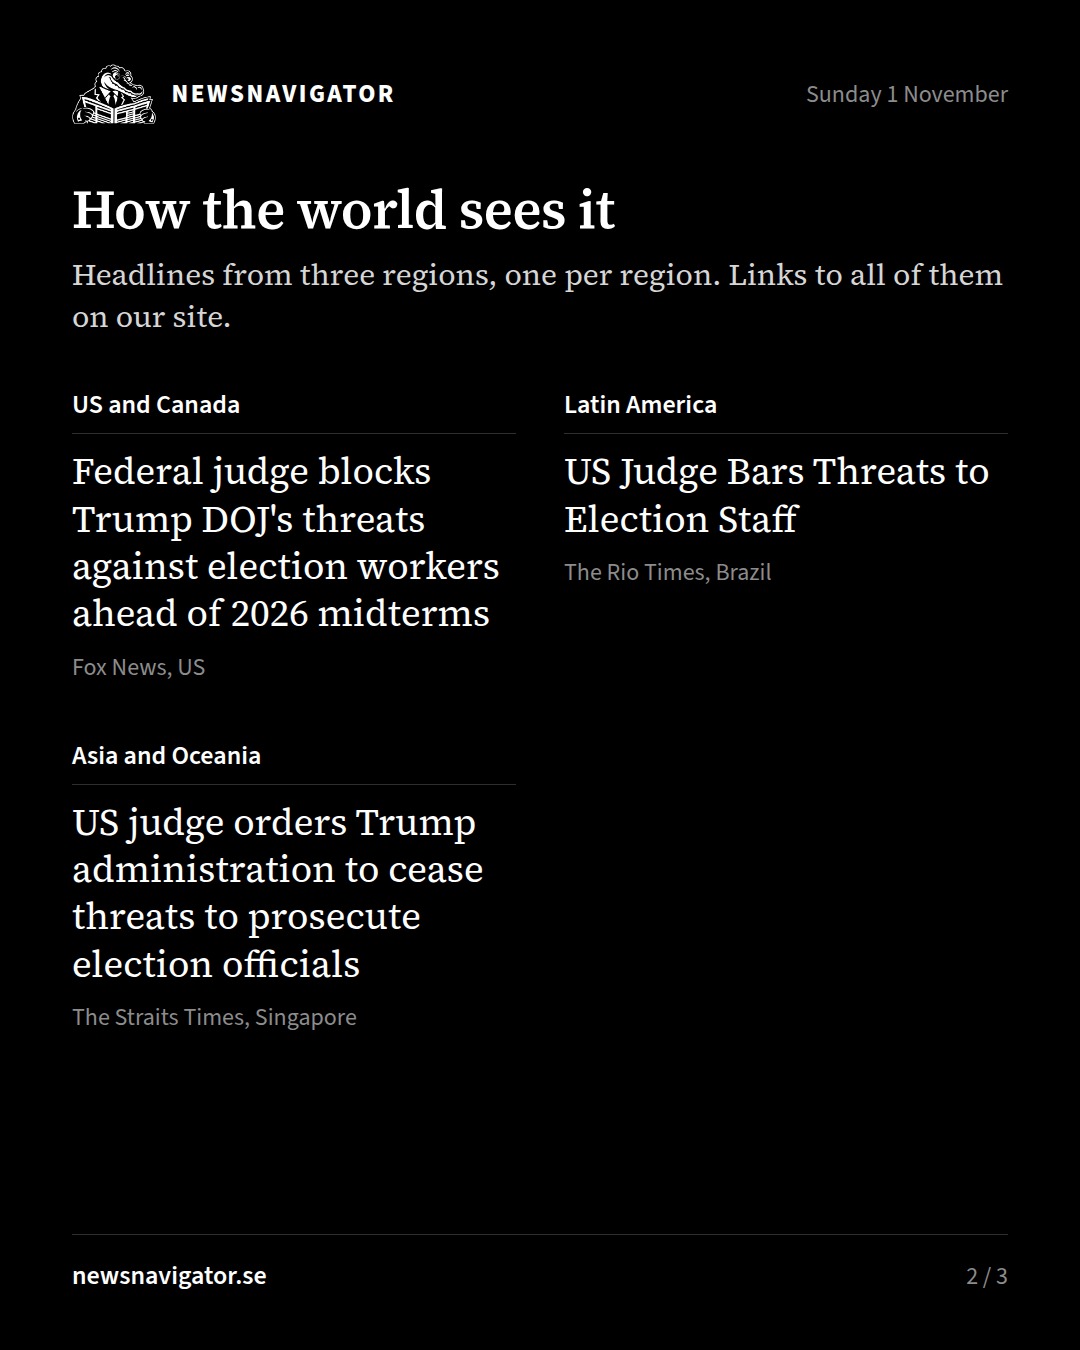 NEWSNAVIGATOR
Sunday 1 November
How the world sees it
Headlines from three regions, one per region. Links to all of them
on our site.
US and Canada
Federal judge blocks
Trump DOJ's threats
against election workers
ahead of 2026 midterms
Fox News, US
Latin America
US Judge Bars Threats to
Election Staff
The Rio Times, Brazil
Asia and Oceania
US judge orders Trump
administration to cease
threats to prosecute
election officials
The Straits Times, Singapore
newsnavigator.se
2 / 3